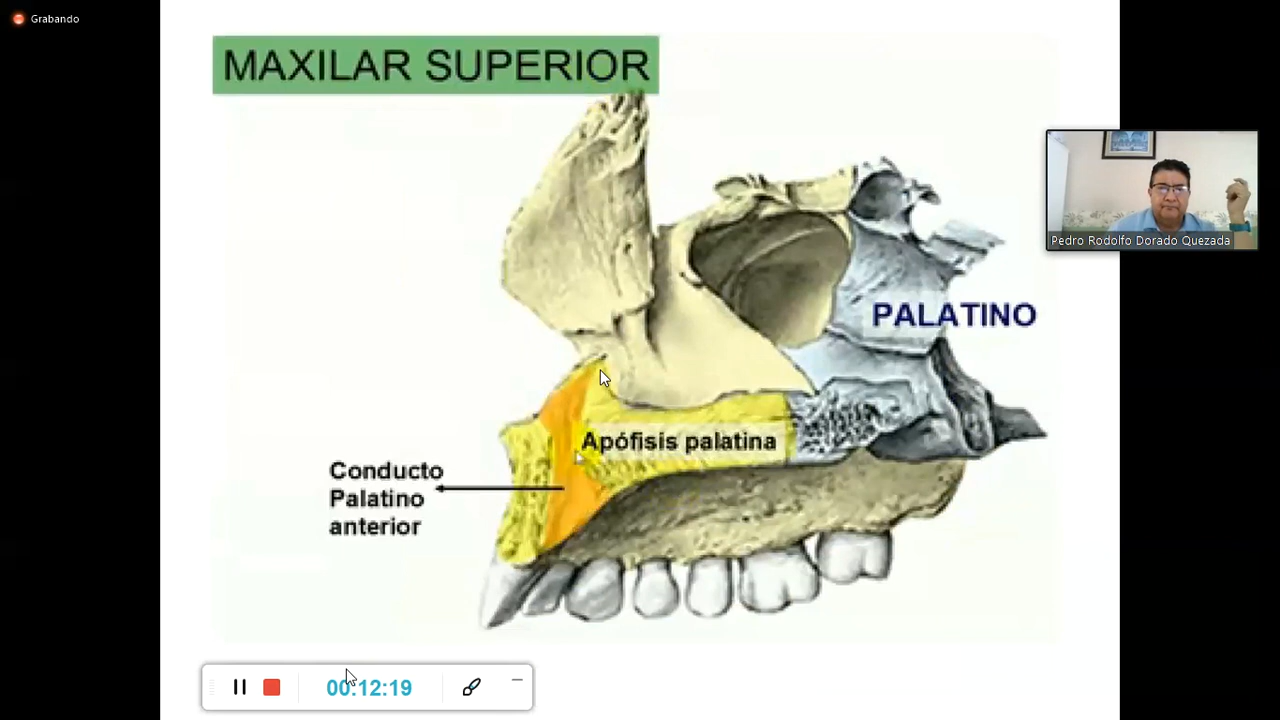 Grabando
MAXILAR SUPERIOR
Pedro Rodolfo Dorado Quezada
PALATINO
Apófisis palatina
Conducto
Palatino
anterior
00:12:19